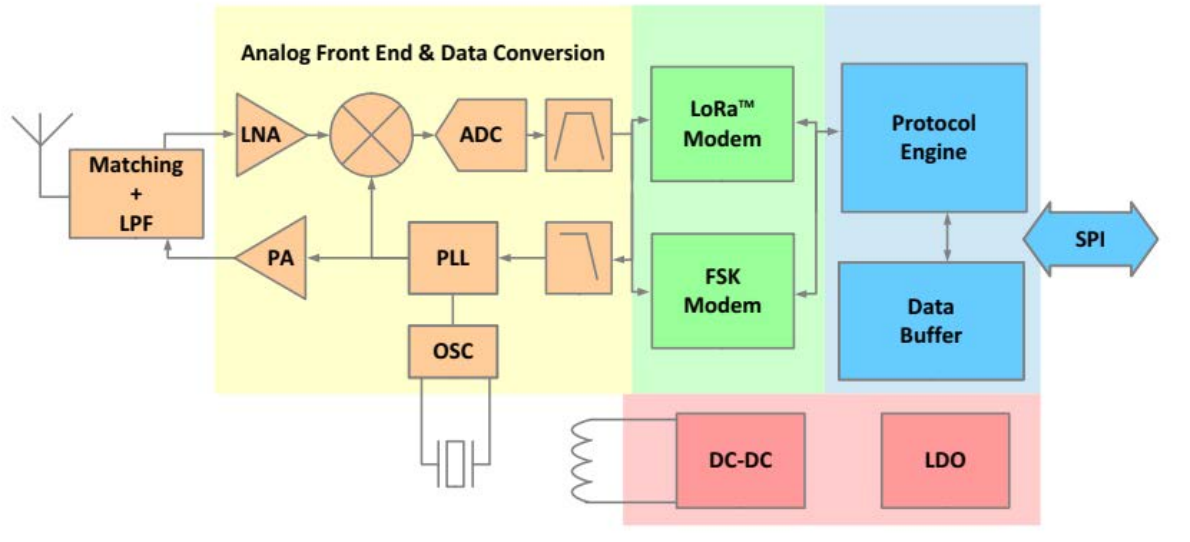 Analog Front End & Data Conversion
LNA
ADC
LoRa™
Modem
Protocol
Engine
Matching
+
LPF
PA
PLL
FSK
Modem
SPI
Data
Buffer
OSC
DC-DC
LDO